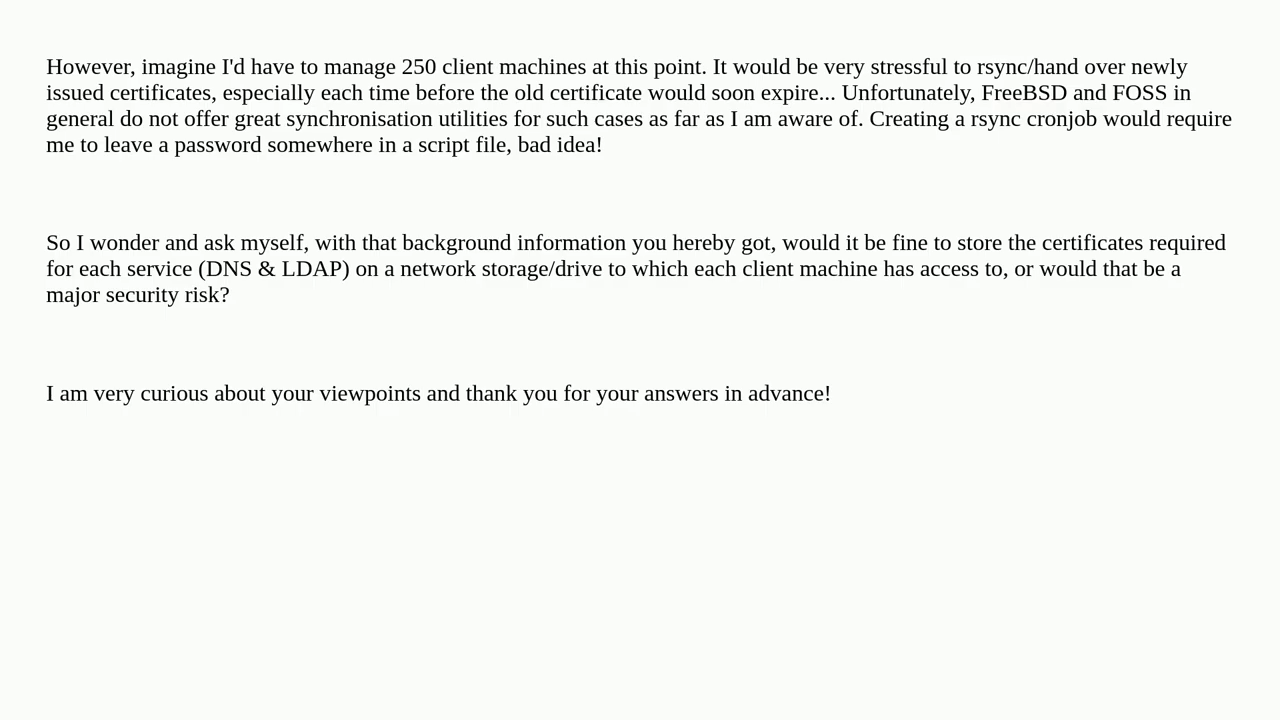 However, imagine I'd have to manage 250 client machines at this point. It would be very stressful to rsync/hand over newly
issued certificates, especially each time before the old certificate would soon expire... Unfortunately, FreeBSD and FOSS in
general do not offer great synchronisation utilities for such cases as far as I am aware of. Creating a rsync cronjob would require
me to leave a password somewhere in a script file, bad idea!
So I wonder and ask myself, with that background information you hereby got, would it be fine to store the certificates required
for each service (DNS & LDAP) on a network storage/drive to which each client machine has access to, or would that be a
major security risk?
I am very curious about your viewpoints and thank you for your answers in advance!